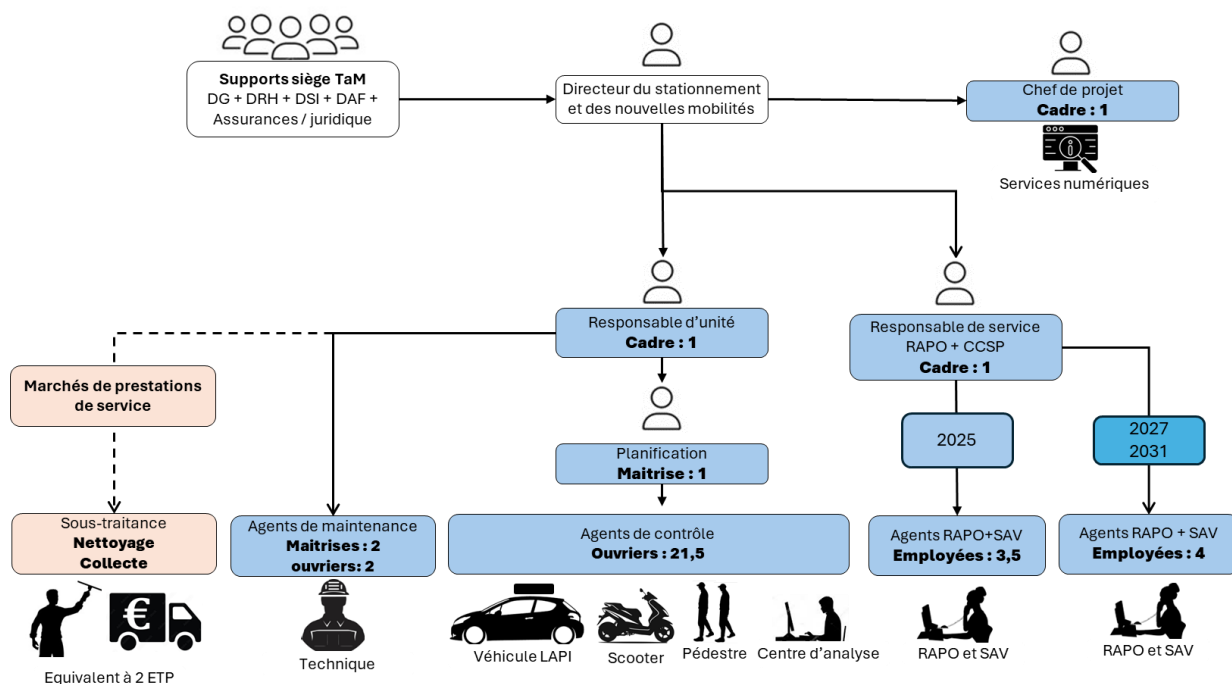 Supports siège TaM
DG + DRH + DSI + DAF +
Assurances / juridique
Directeur du stationnement
et des nouvelles mobilités
Chef de projet
Cadre : 1
Services numériques
Responsable d'unité
Cadre : 1
Responsable de service
RAPO + CCSP
Cadre : 1
Marchés de prestations
de service
2025
2027
2031
Planification
Maitrise : 1
Sous-traitance
Nettoyage
Collecte
Agents de maintenance
Maitrises : 2
ouvriers: 2
Agents de contrôle
Ouvriers : 21,5
Agents RAPO+SAV
Employées : 3,5
Agents RAPO + SAV
Employées : 4
€
Equivalent à 2 ETP
Technique
Véhicule LAPI
Scooter
Pédestre
Centre d'analyse
RAPO et SAV
RAPO et SAV